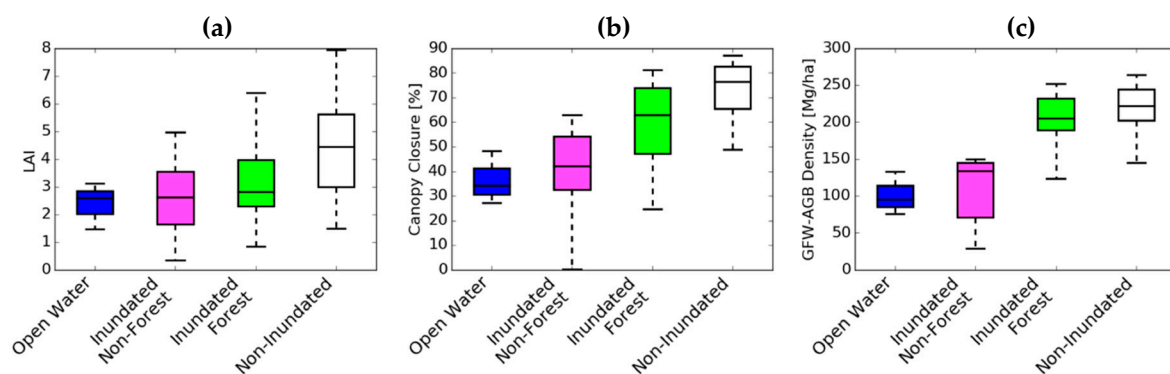 (a)
8
7
6
5
4
3
2
1
0
LAI
Open Water
Inundated
Non-Forest
Inundated
Forest
Non-Inundated
(b)
90
80
70
60
50
40
30
20
10
0
Canopy Closure [%]
Open Water
Inundated
Non-Forest
Inundated
Forest
Non-Inundated
(c)
300
250
200
150
100
50
0
GFW-AGB Density [Mg/ha]
Open Water
Inundated
Non-Forest
Inundated
Forest
Non-Inundated